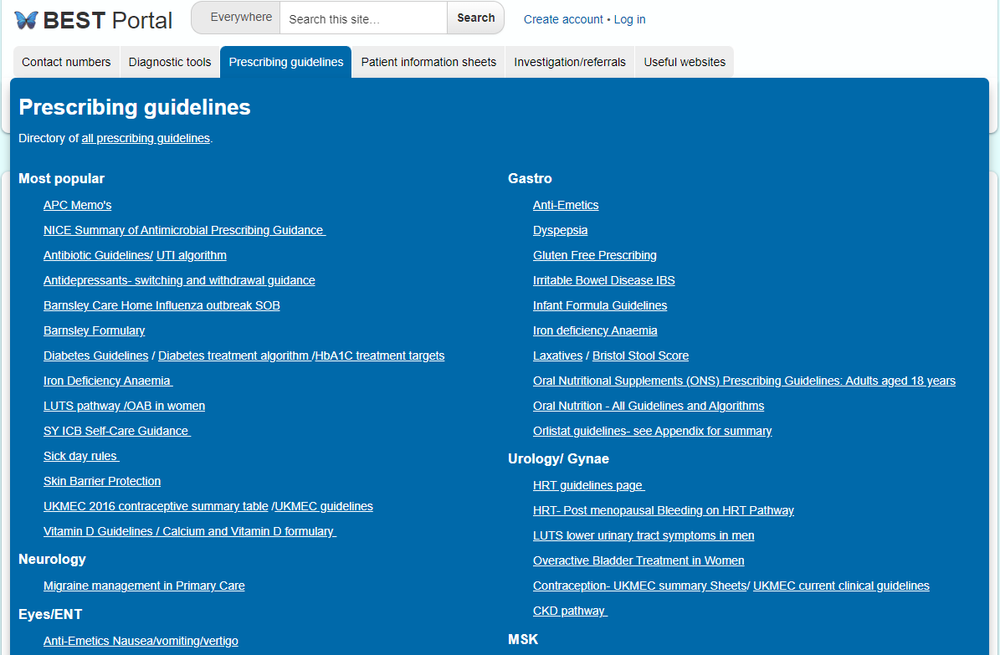 BEST Portal
Everywhere
Search this site...
Search
Create account • Log in
Contact numbers
Diagnostic tools
Prescribing guidelines
Patient information sheets
Investigation/referrals
Useful websites
Prescribing guidelines
Directory of all prescribing guidelines.
Most popular
APC Memo's
NICE Summary of Antimicrobial Prescribing Guidance
Antibiotic Guidelines/ UTI algorithm
Antidepressants- switching and withdrawal guidance
Barnsley Care Home Influenza outbreak SOB
Barnsley Formulary
Diabetes Guidelines / Diabetes treatment algorithm /HbA1C treatment targets
Iron Deficiency Anaemia
LUTS pathway /OAB in women
SY ICB Self-Care Guidance
Sick day rules
Skin Barrier Protection
UKMEC 2016 contraceptive summary table /UKMEC guidelines
Vitamin D Guidelines / Calcium and Vitamin D formulary
Neurology
Migraine management in Primary Care
Eyes/ENT
Anti-Emetics Nausea/vomiting/vertigo
Gastro
Anti-Emetics
Dyspepsia
Gluten Free Prescribing
Irritable Bowel Disease IBS
Infant Formula Guidelines
Iron deficiency Anaemia
Laxatives / Bristol Stool Score
Oral Nutritional Supplements (ONS) Prescribing Guidelines: Adults aged 18 years
Oral Nutrition - All Guidelines and Algorithms
Orlistat guidelines- see Appendix for summary
Urology/ Gynae
HRT guidelines page
HRT- Post menopausal Bleeding on HRT Pathway
LUTS lower urinary tract symptoms in men
Overactive Bladder Treatment in Women
Contraception- UKMEC summary Sheets/ UKMEC current clinical guidelines
CKD pathway
MSK